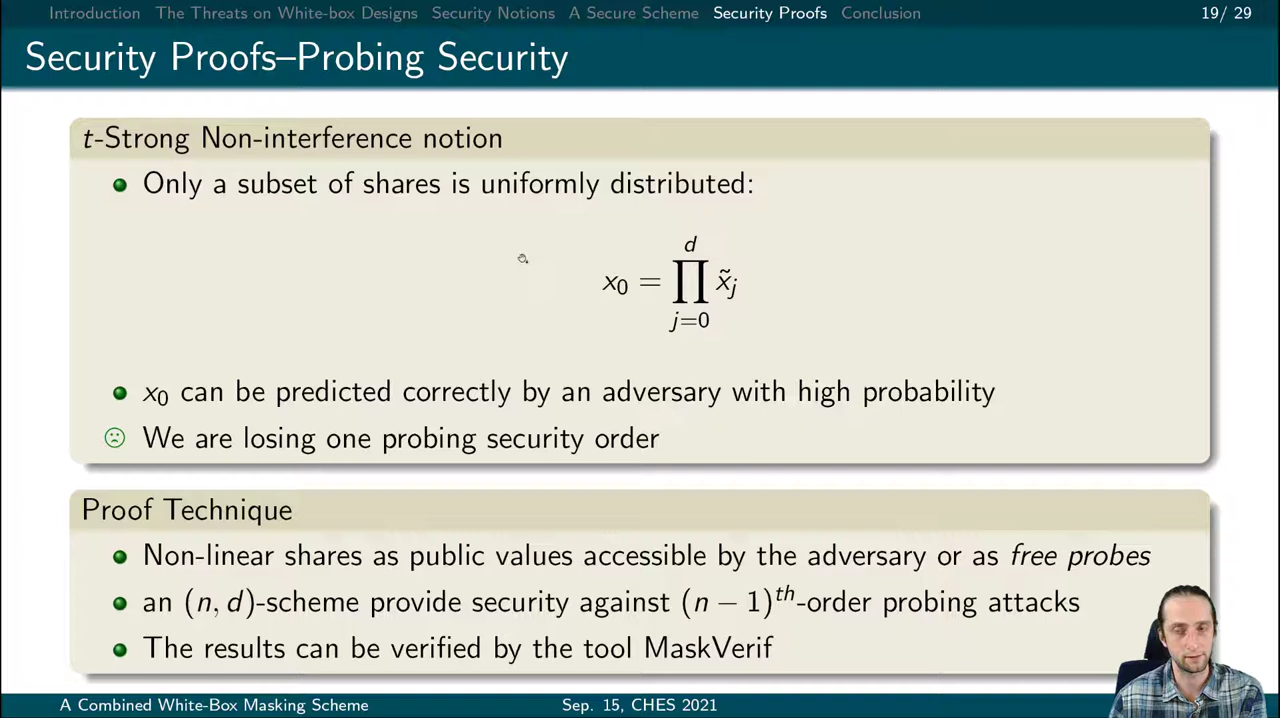 Introduction The Threats on White-box Designs Security Notions A Secure Scheme Security Proofs Conclusion 19/ 29
Security Proofs–Probing Security
t-Strong Non-interference notion
Only a subset of shares is uniformly distributed:
x₀ = ∏_{j=0}^{d} x̃_j
x₀ can be predicted correctly by an adversary with high probability
We are losing one probing security order
Proof Technique
Non-linear shares as public values accessible by the adversary or as free probes
an (n, d)-scheme provide security against (n − 1)^{th}-order probing attacks
The results can be verified by the tool MaskVerif
A Combined White-Box Masking Scheme Sep. 15, CHES 2021